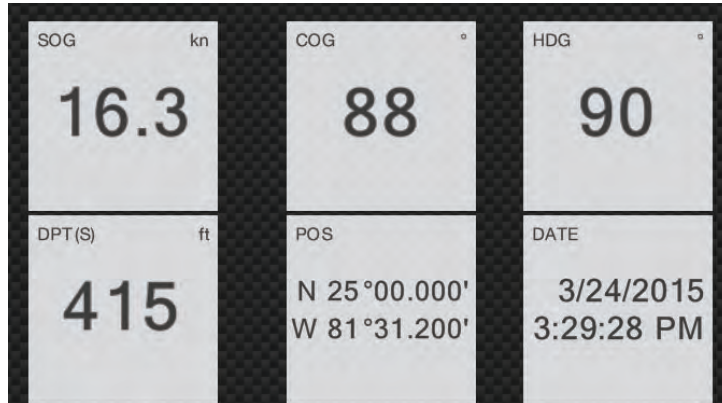 SOG kn
16.3
COG °
88
HDG °
90
DPT(S) ft
415
POS
N 25°00.000'
W 81°31.200'
DATE
3/24/2015
3:29:28 PM